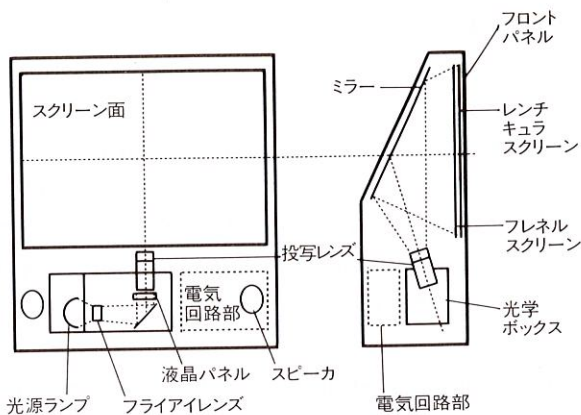 フロント
パネル
ミラー
スクリーン面
レンチ
キュラ
スクリーン
フレネル
スクリーン
投写レンズ
電気
回路部
光学
ボックス
液晶パネル
スピーカ
光源ランプ
フライアイレンズ
電気回路部